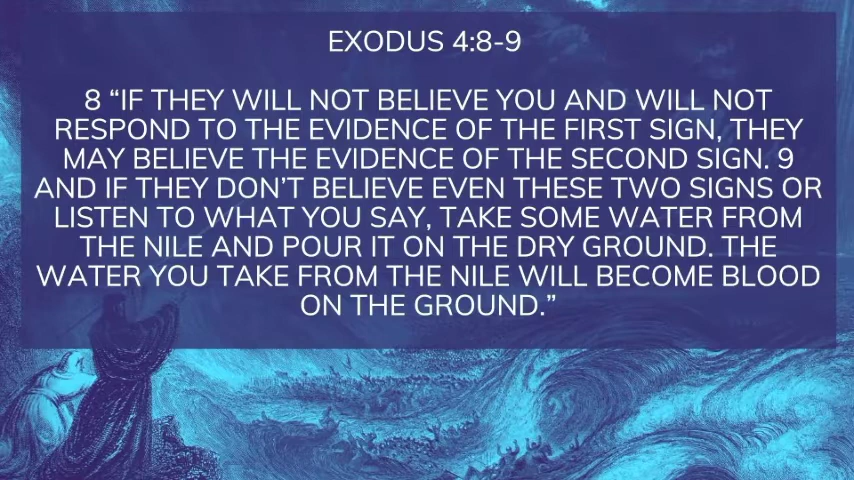 EXODUS 4:8-9
8 “IF THEY WILL NOT BELIEVE YOU AND WILL NOT
RESPOND TO THE EVIDENCE OF THE FIRST SIGN, THEY
MAY BELIEVE THE EVIDENCE OF THE SECOND SIGN. 9
AND IF THEY DON’T BELIEVE EVEN THESE TWO SIGNS OR
LISTEN TO WHAT YOU SAY, TAKE SOME WATER FROM
THE NILE AND POUR IT ON THE DRY GROUND. THE
WATER YOU TAKE FROM THE NILE WILL BECOME BLOOD
ON THE GROUND.”